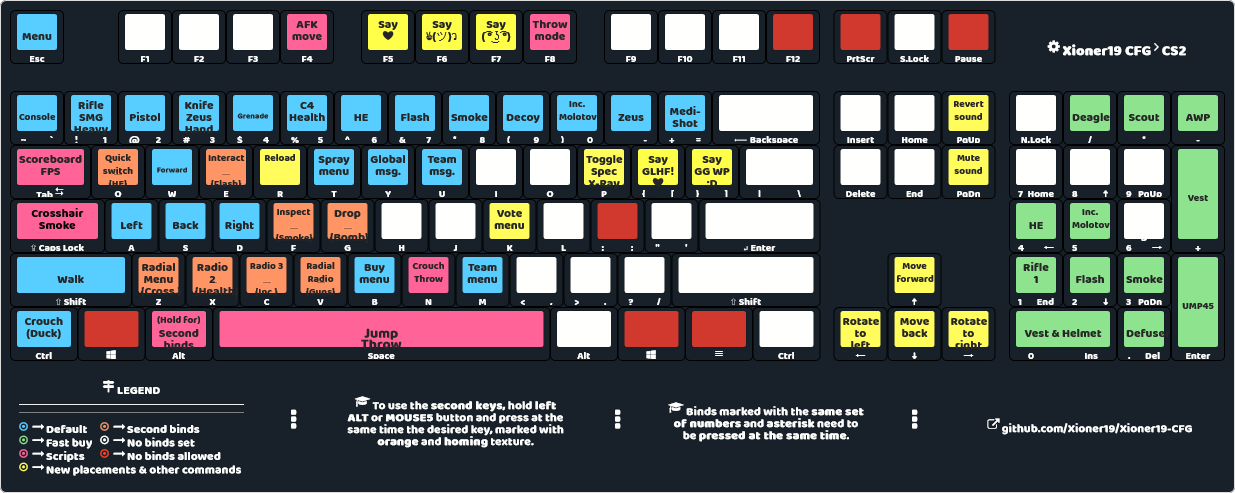 Menu
AFK
move
Say
♥
Say
Say
( ͡° ͜ʖ ͡°)
Throw
mode
Xioner19 CFG > CS2
Esc
F1
F2
F3
F4
F5
F6
F7
F8
F9
F10
F11
F12
PrtScr
S.Lock
Pause
Console
Rifle
SMG
Heavy
Pistol
Knife
Zeus
Hand
Grenade
C4
Health
HE
Flash
Smoke
Decoy
Inc.
Molotov
Zeus
Medi-
Shot
Revert
sound
Deagle
Scout
AWP
~ `
! 1
@ 2
# 3
$ 4
% 5
^ 6
& 7
* 8
( 9
) 0
_ -
+ =
⟵ Backspace
Insert
Home
PgUp
N.Lock
/
*
-
Scoreboard
FPS
Quick
switch
(HE)
Forward
Interact
...
(Flash)
Reload
Spray
menu
Global
msg.
Team
msg.
Toggle
Spec
X-Ray
Say
GLHF!
♥
Say
GG WP
:D
Mute
sound
Vest
Tab ⇆
Q
W
E
R
T
Y
U
I
O
P
{ [
} ]
| \
Delete
End
PgDn
7 Home
8 ↑
9 PgUp
+
Crosshair
Smoke
Left
Back
Right
Inspect
...
(Smoke)
Drop
...
(Bomb)
Vote
menu
HE
Inc.
Molotov
⇧ Caps Lock
A
S
D
F
G
H
J
K
L
: ;
" '
↵ Enter
4 ←
5
6 →
Walk
Radial
Menu
(Cross
Radio
2
(Health
Radio 3
...
(Inc.)
Radial
Radio
(Guns)
Buy
menu
Crouch
Throw
Team
menu
Move
forward
Rifle
1
Flash
Smoke
UMP45
⇧ Shift
Z
X
C
V
B
N
M
< ,
> .
? /
⇧ Shift
↑
1 End
2 ↓
3 PgDn
Enter
Crouch
(Duck)
(Hold for)
Second
binds
Jump
Throw
Rotate
to
left
Move
back
Rotate
to
right
Vest & Helmet
Defuse
Ctrl
Alt
Space
Alt
≡
Ctrl
←
↓
→
0 Ins
. Del
LEGEND
→ Default
→ Second binds
→ Fast buy
→ No binds set
→ Scripts
→ No binds allowed
→ New placements & other commands
To use the second keys, hold left
ALT or MOUSE5 button and press at the
same time the desired key, marked with
orange and homing texture.
Binds marked with the same set
of numbers and asterisk need to
be pressed at the same time.
github.com/Xioner19/Xioner19-CFG